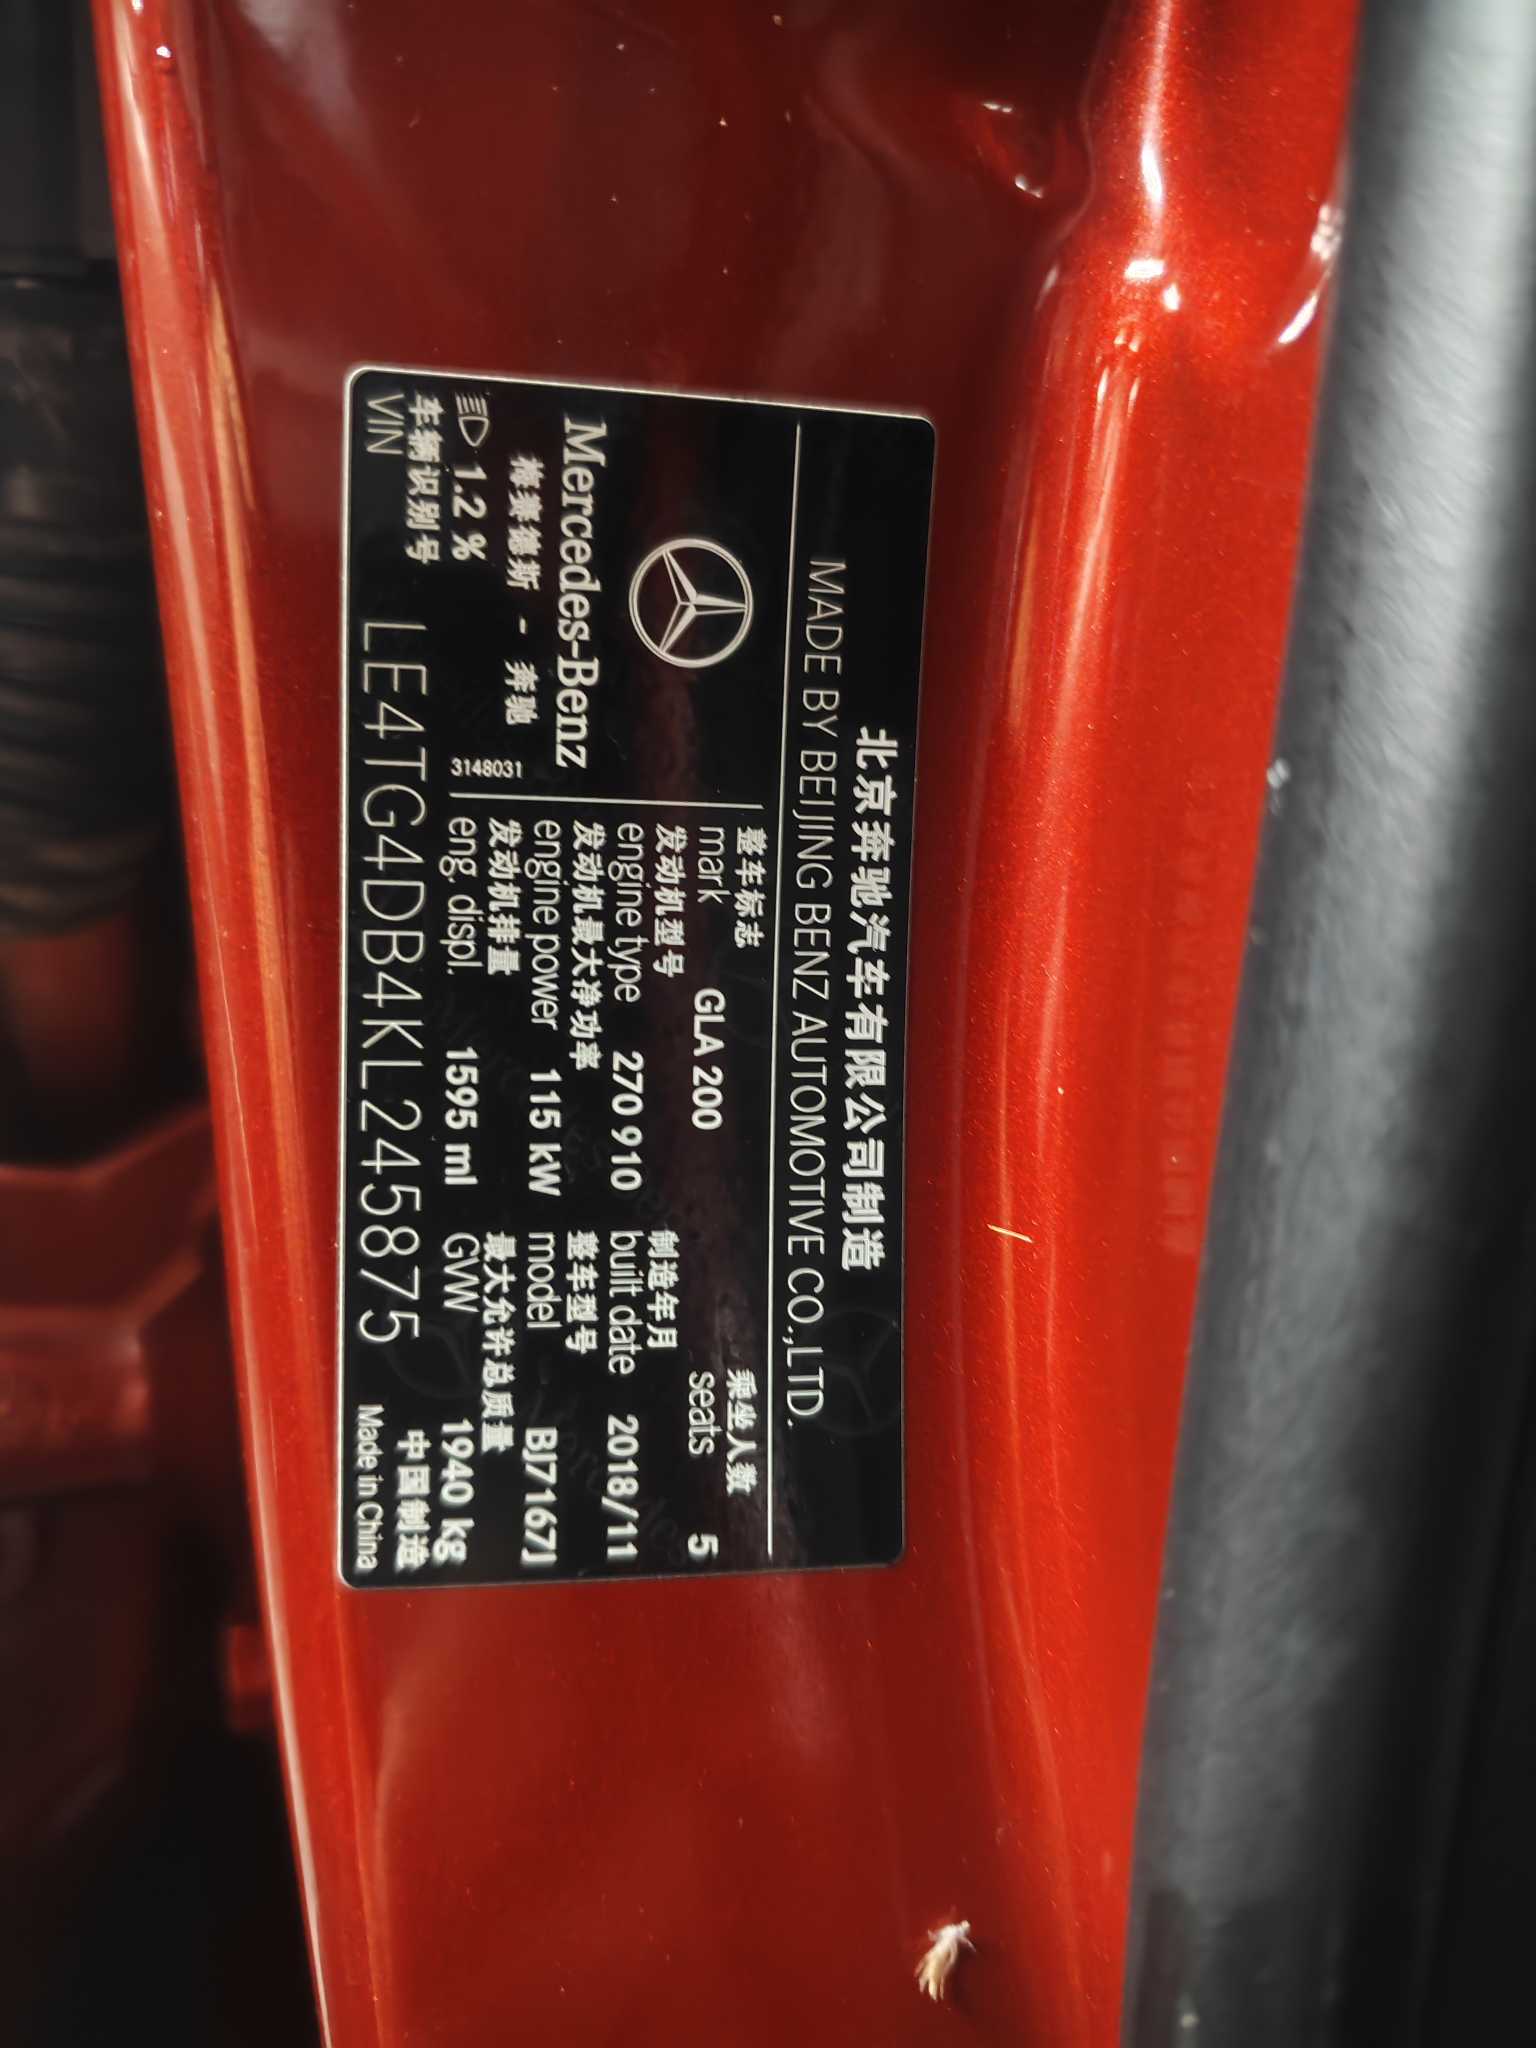 北京奔驰汽车有限公司制造
MADE BY BEIJING BENZ AUTOMOTIVE CO.,LTD.
Mercedes-Benz
梅赛德斯 - 奔驰
3148031
整车标志
mark GLA 200
乘坐人数
seats 5
发动机型号
engine type 270 910
制造年月
built date 2018/11
发动机最大净功率
engine power 115 kW
整车型号
model BJ7167J
发动机排量
eng. displ. 1595 ml
最大允许总质量
GVW 1940 kg
1.2 %
车辆识别号
VIN LE4TG4DB4KL245875
中国制造
Made in China